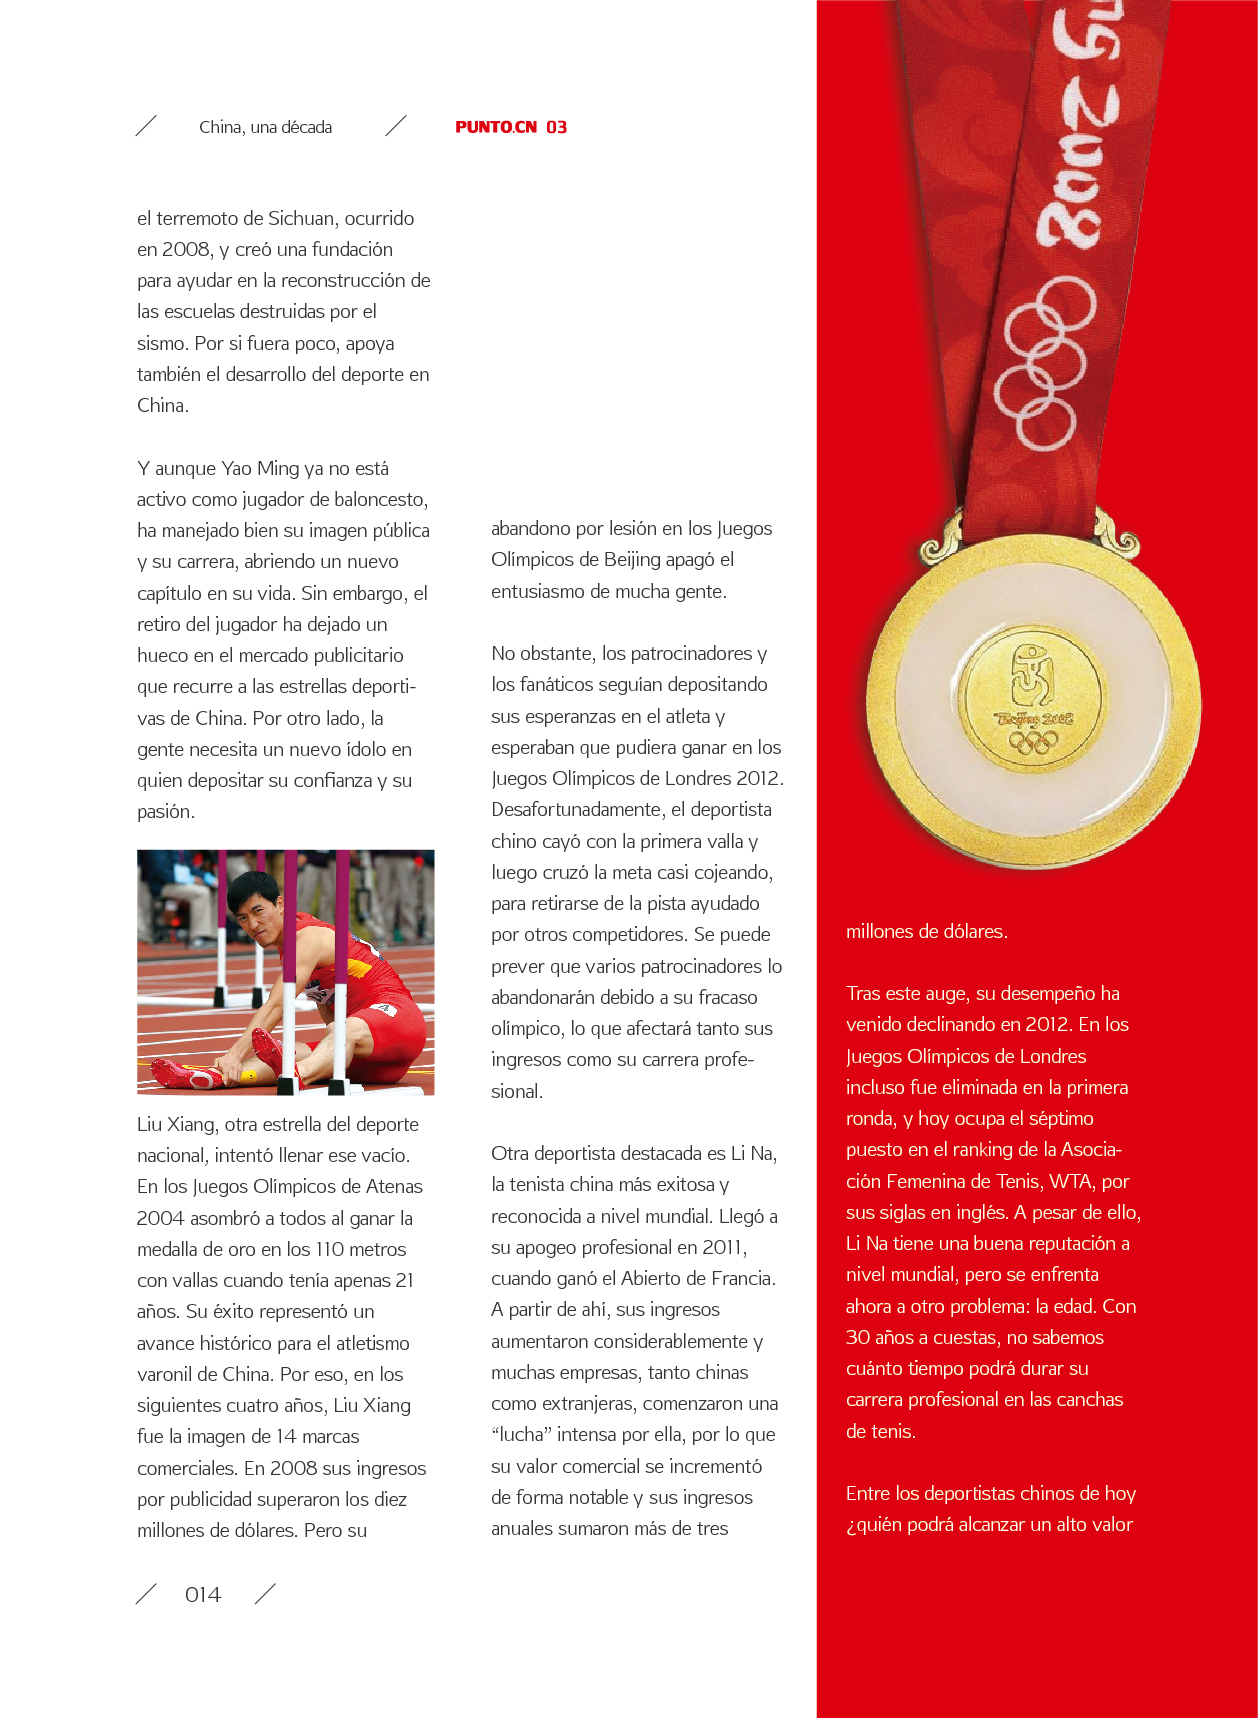 China, una década
PUNTO.CN 03
el terremoto de Sichuan, ocurrido
en 2008, y creó una fundación
para ayudar en la reconstrucción de
las escuelas destruidas por el
sismo. Por si fuera poco, apoya
también el desarrollo del deporte en
China.
Y aunque Yao Ming ya no está
activo como jugador de baloncesto,
ha manejado bien su imagen pública
y su carrera, abriendo un nuevo
capítulo en su vida. Sin embargo, el
retiro del jugador ha dejado un
hueco en el mercado publicitario
que recurre a las estrellas deporti-
vas de China. Por otro lado, la
gente necesita un nuevo ídolo en
quien depositar su confianza y su
pasión.
4
Liu Xiang, otra estrella del deporte
nacional, intentó llenar ese vacío.
En los Juegos Olímpicos de Atenas
2004 asombró a todos al ganar la
medalla de oro en los 110 metros
con vallas cuando tenía apenas 21
años. Su éxito representó un
avance histórico para el atletismo
varonil de China. Por eso, en los
siguientes cuatro años, Liu Xiang
fue la imagen de 14 marcas
comerciales. En 2008 sus ingresos
por publicidad superaron los diez
millones de dólares. Pero su
abandono por lesión en los Juegos
Olímpicos de Beijing apagó el
entusiasmo de mucha gente.
No obstante, los patrocinadores y
los fanáticos seguían depositando
sus esperanzas en el atleta y
esperaban que pudiera ganar en los
Juegos Olímpicos de Londres 2012.
Desafortunadamente, el deportista
chino cayó con la primera valla y
luego cruzó la meta casi cojeando,
para retirarse de la pista ayudado
por otros competidores. Se puede
prever que varios patrocinadores lo
abandonarán debido a su fracaso
olímpico, lo que afectará tanto sus
ingresos como su carrera profe-
sional.
Otra deportista destacada es Li Na,
la tenista china más exitosa y
reconocida a nivel mundial. Llegó a
su apogeo profesional en 2011,
cuando ganó el Abierto de Francia.
A partir de ahí, sus ingresos
aumentaron considerablemente y
muchas empresas, tanto chinas
como extranjeras, comenzaron una
“lucha” intensa por ella, por lo que
su valor comercial se incrementó
de forma notable y sus ingresos
anuales sumaron más de tres
ng 2008
Beijing 2008
millones de dólares.
Tras este auge, su desempeño ha
venido declinando en 2012. En los
Juegos Olímpicos de Londres
incluso fue eliminada en la primera
ronda, y hoy ocupa el séptimo
puesto en el ranking de la Asocia-
ción Femenina de Tenis, WTA, por
sus siglas en inglés. A pesar de ello,
Li Na tiene una buena reputación a
nivel mundial, pero se enfrenta
ahora a otro problema: la edad. Con
30 años a cuestas, no sabemos
cuánto tiempo podrá durar su
carrera profesional en las canchas
de tenis.
Entre los deportistas chinos de hoy
¿quién podrá alcanzar un alto valor
014